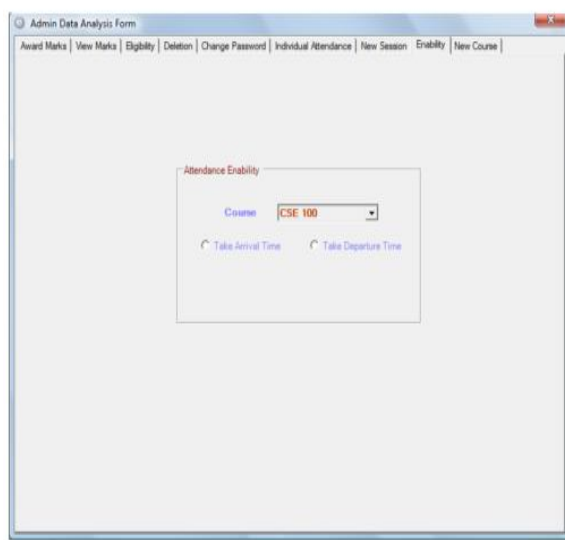 Admin Data Analysis Form
Award Marks View Marks Eligibility Deletion Change Password Individual Attendance New Session Enability New Course
Attendance Enability
Course CSE 100
Take Arrival Time Take Departure Time